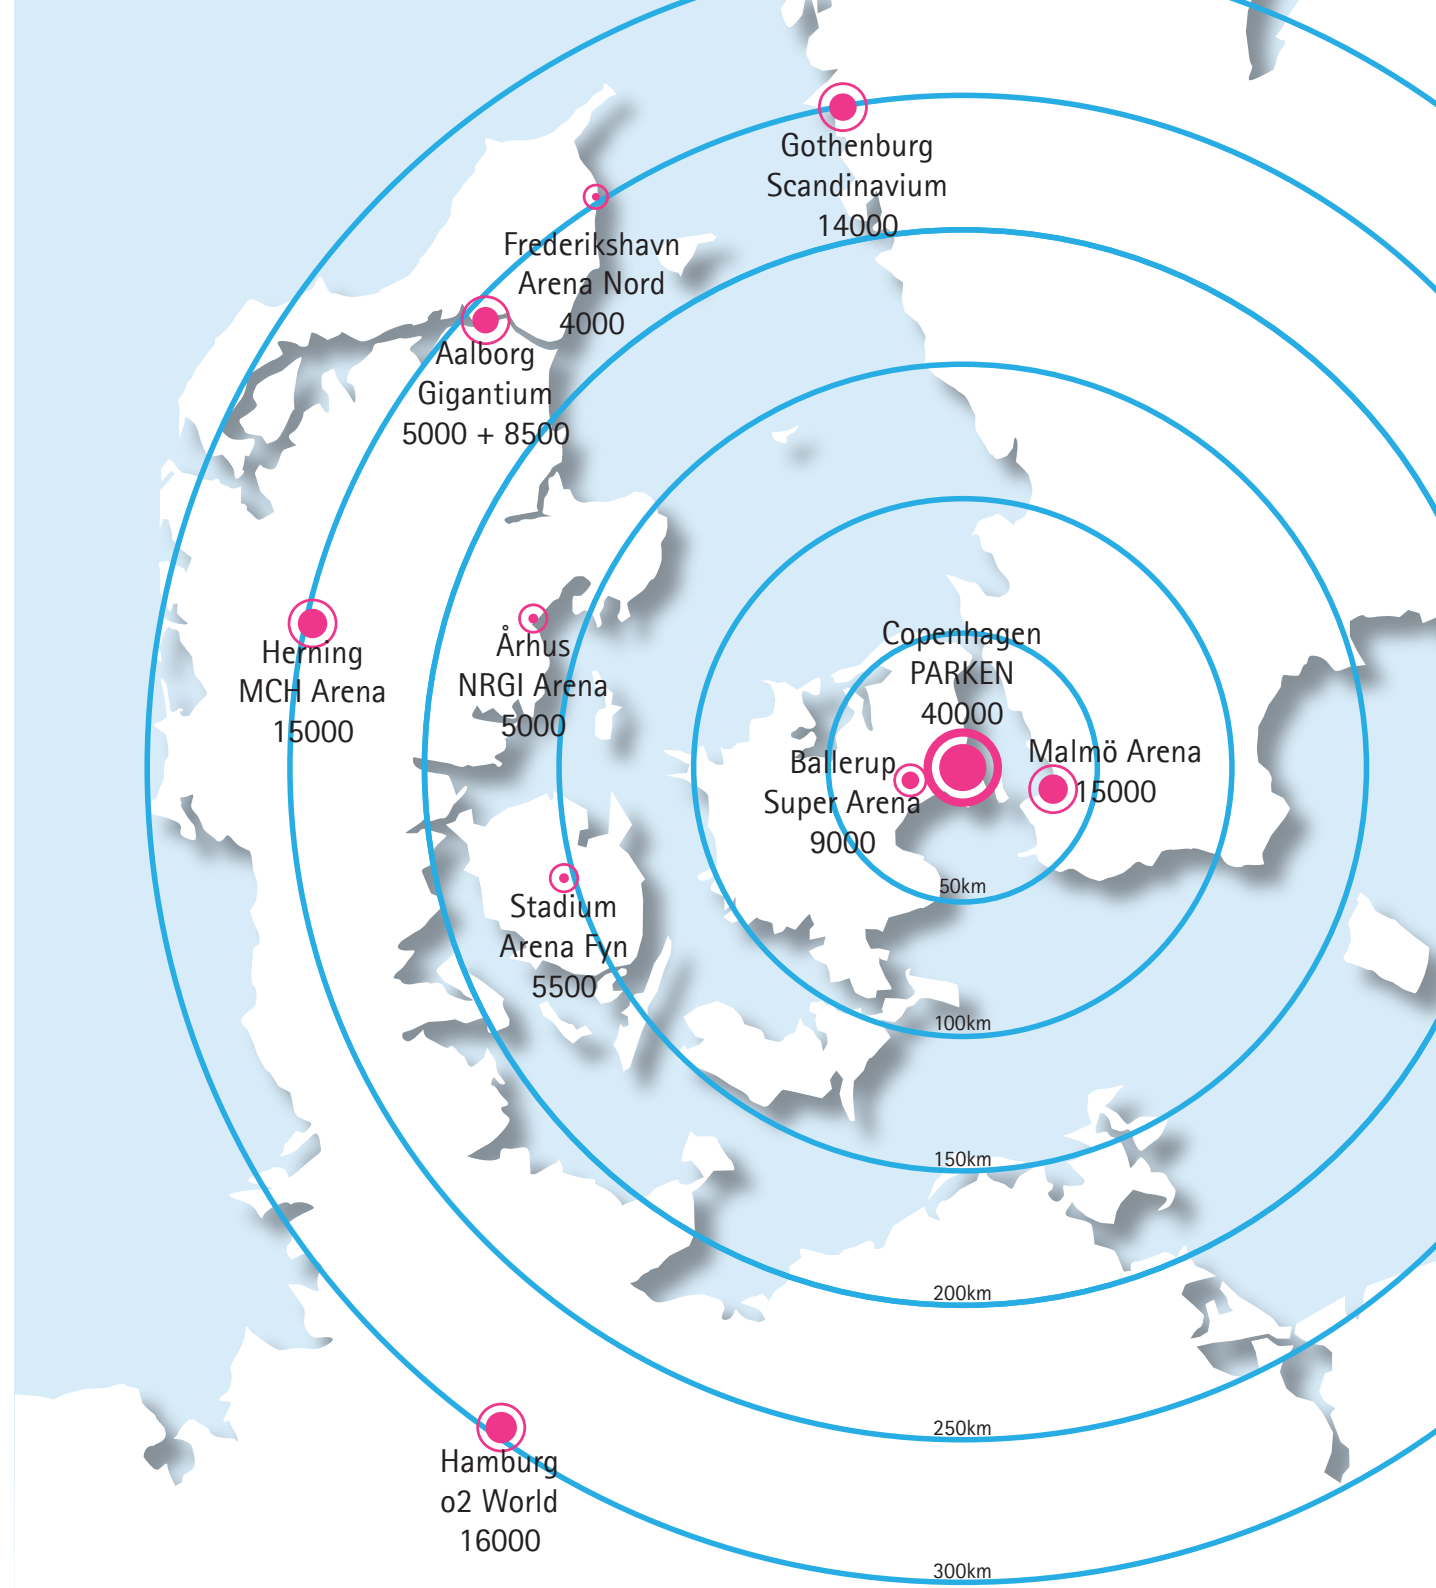 Gothenburg
Scandinavium
14000
Frederikshavn
Arena Nord
4000
Aalborg
Gigantium
5000 + 8500
Herning
MCH Arena
15000
Århus
NRGI Arena
5000
Copenhagen
PARKEN
40000
Malmö Arena
15000
Ballerup
Super Arena
9000
Stadium
Arena Fyn
5500
50km
100km
150km
200km
250km
Hamburg
o2 World
16000
300km